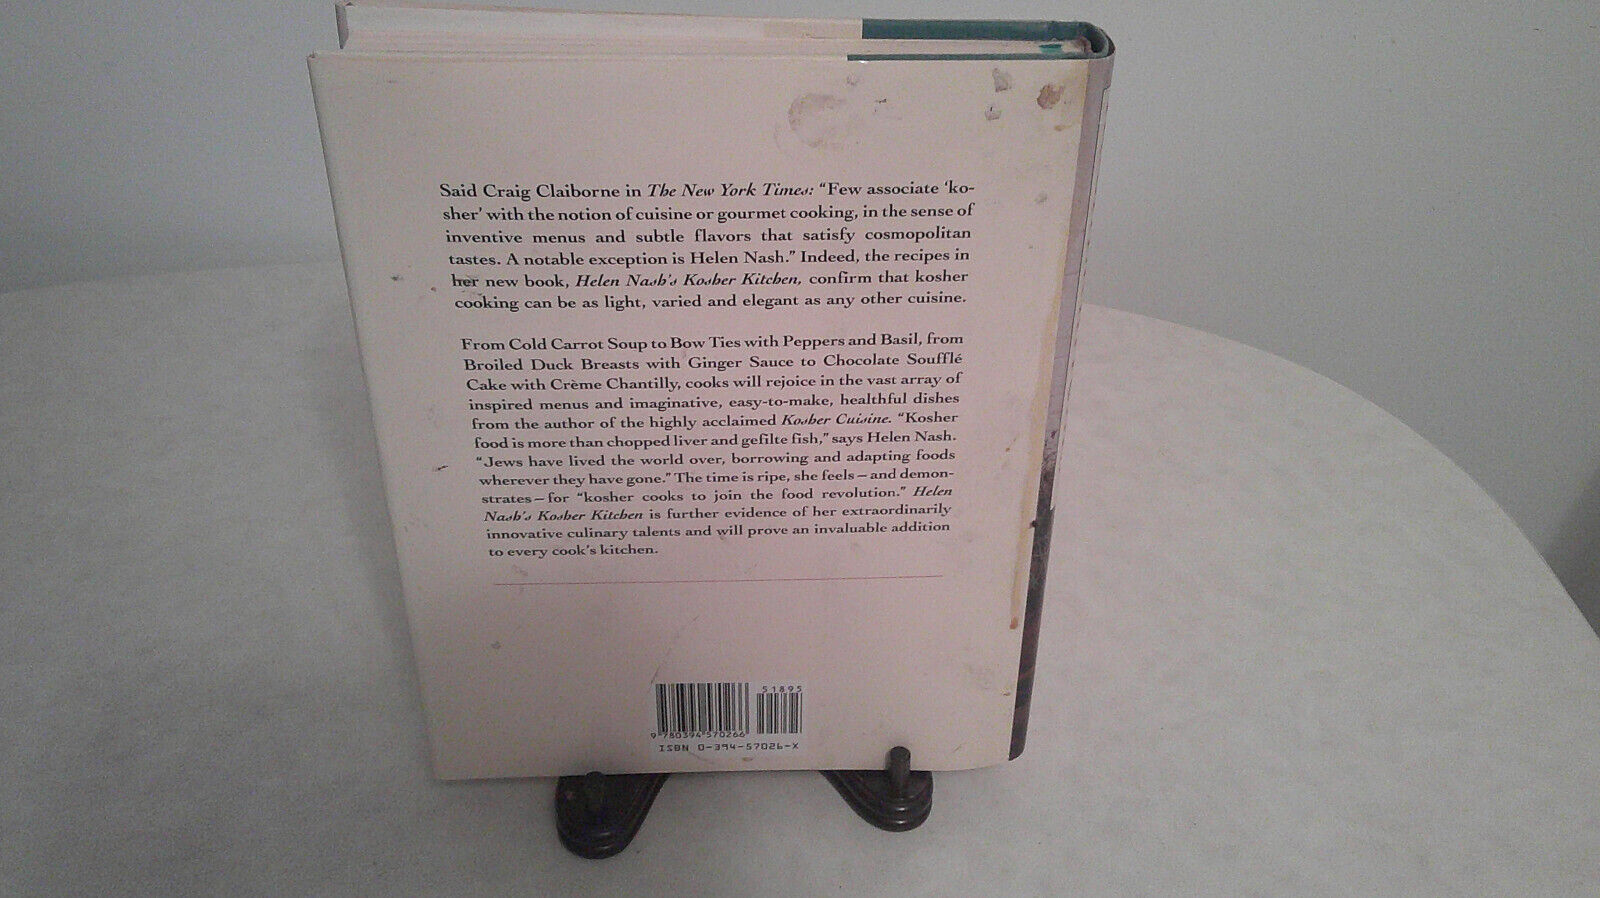 Said Craig Claiborne in The New York Times: "Few associate 'ko-
sher' with the notion of cuisine or gourmet cooking, in the sense of
inventive menus and subtle flavors that satisfy cosmopolitan
tastes. A notable exception is Helen Nash." Indeed, the recipes in
her new book, Helen Nash's Kosher Kitchen, confirm that kosher
cooking can be as light, varied and elegant as any other cuisine.
From Cold Carrot Soup to Bow Ties with Peppers and Basil, from
Broiled Duck Breasts with Ginger Sauce to Chocolate Soufflé
Cake with Crème Chantilly, cooks will rejoice in the vast array of
inspired menus and imaginative, easy-to-make, healthful dishes
from the author of the highly acclaimed Kosher Cuisine. "Kosher
food is more than chopped liver and gefilte fish," says Helen Nash.
"Jews have lived the world over, borrowing and adapting foods
wherever they have gone." The time is ripe, she feels—and demon-
strates—for "kosher cooks to join the food revolution." Helen
Nash's Kosher Kitchen is further evidence of her extraordinarily
innovative culinary talents and will prove an invaluable addition
to every cook's kitchen.
51895
9 780394 570266
ISBN 0-394-57026-X